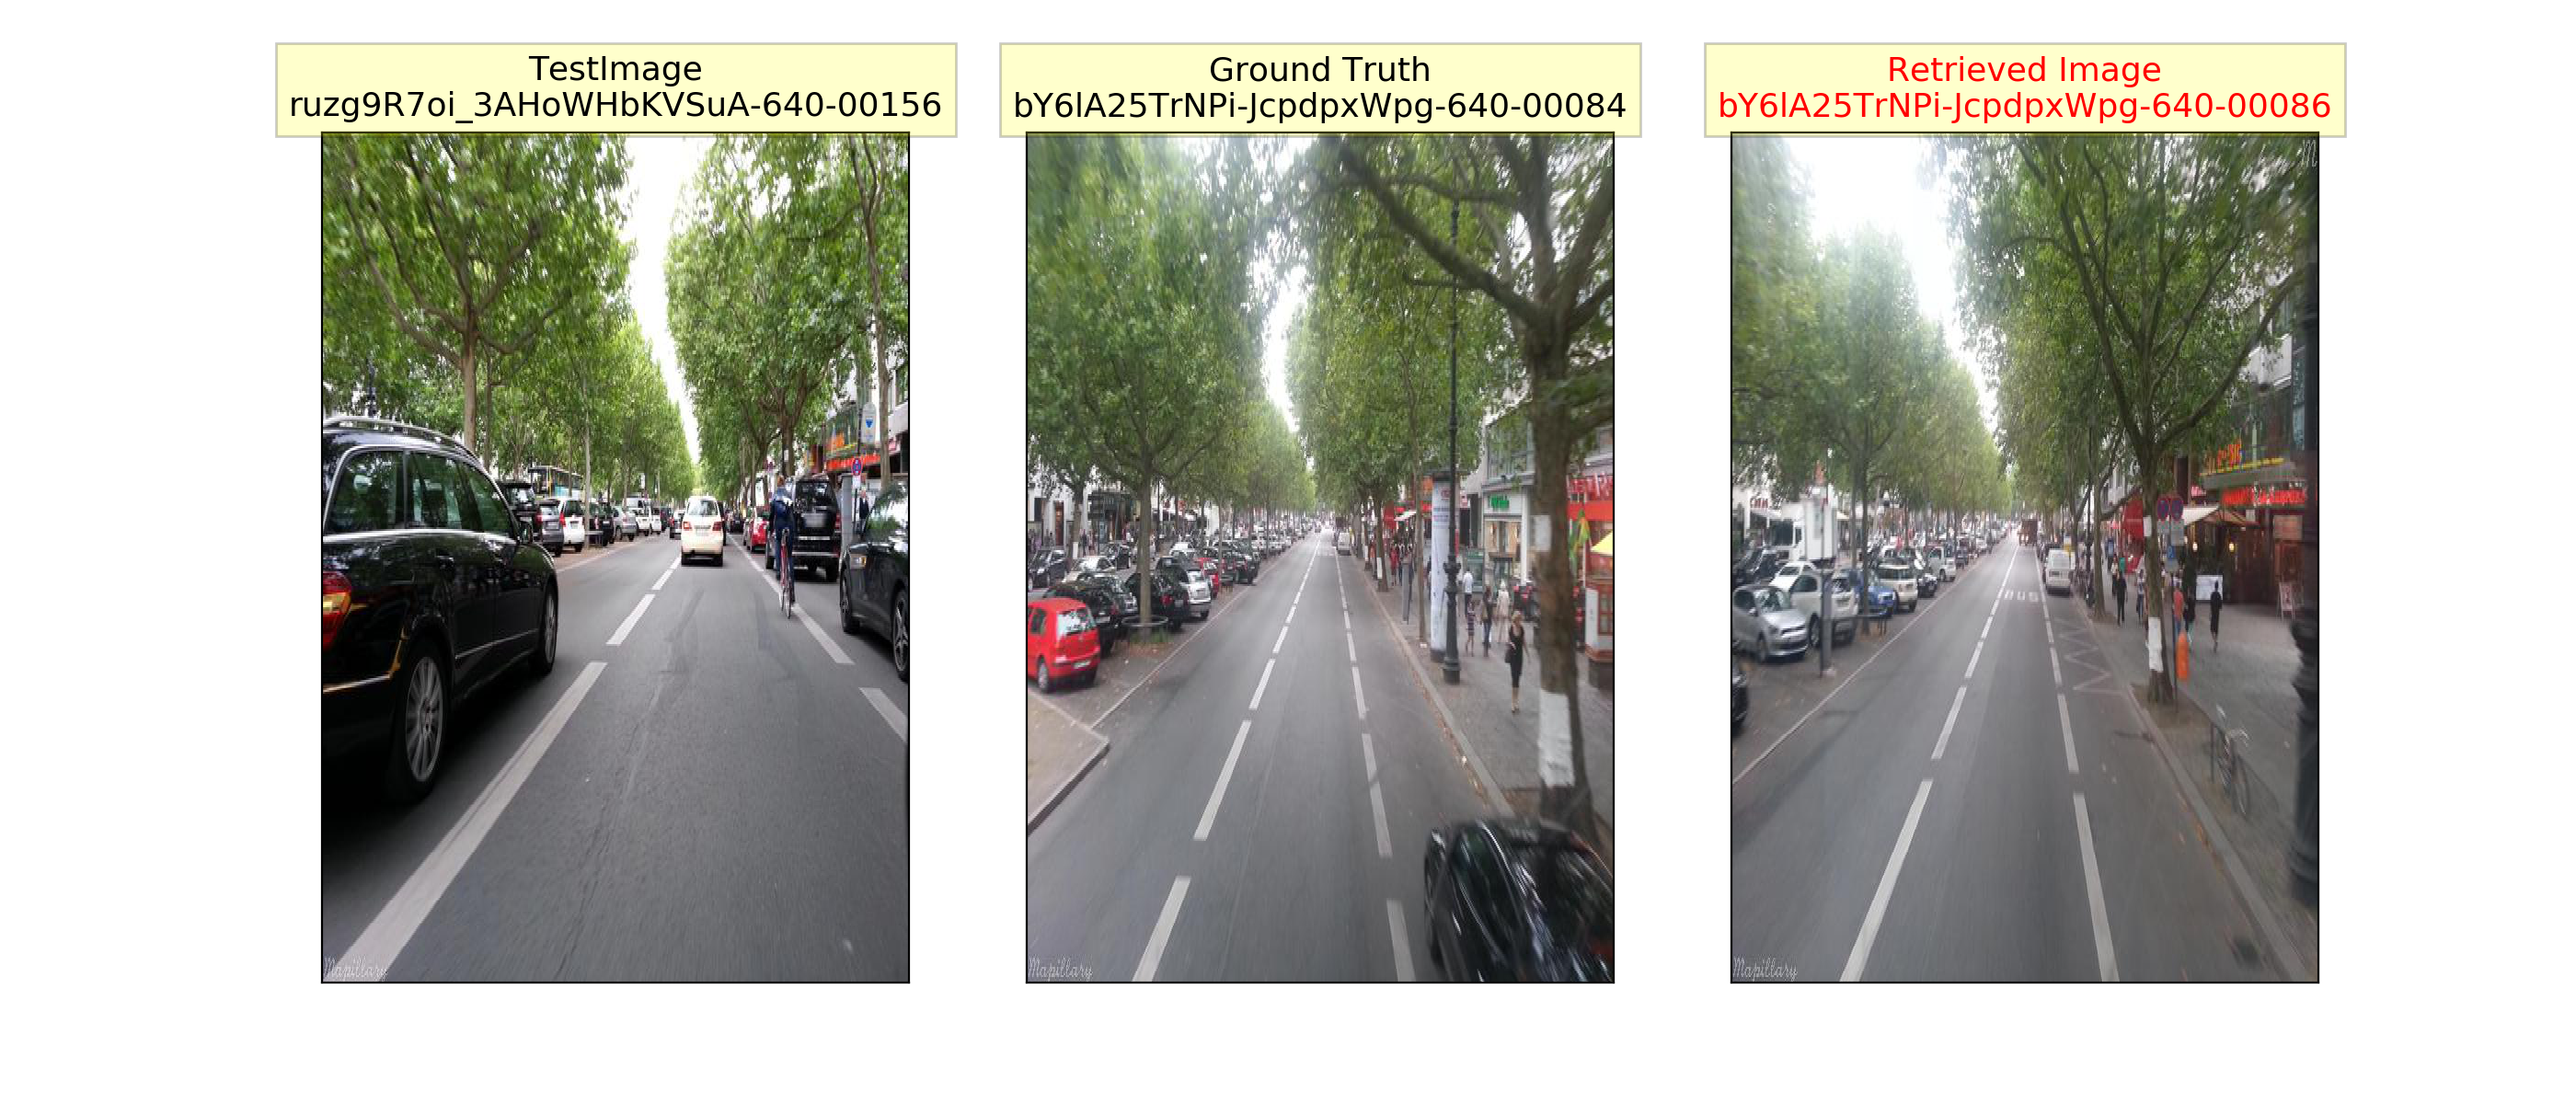 TestImage
ruzg9R7oi_3AHoWHbKVSuA-640-00156
Ground Truth
bY6lA25TrNPi-JcpdpxWpg-640-00084
Retrieved Image
bY6lA25TrNPi-JcpdpxWpg-640-00086
BUS
Mapillary
Mapillary
Mapillary